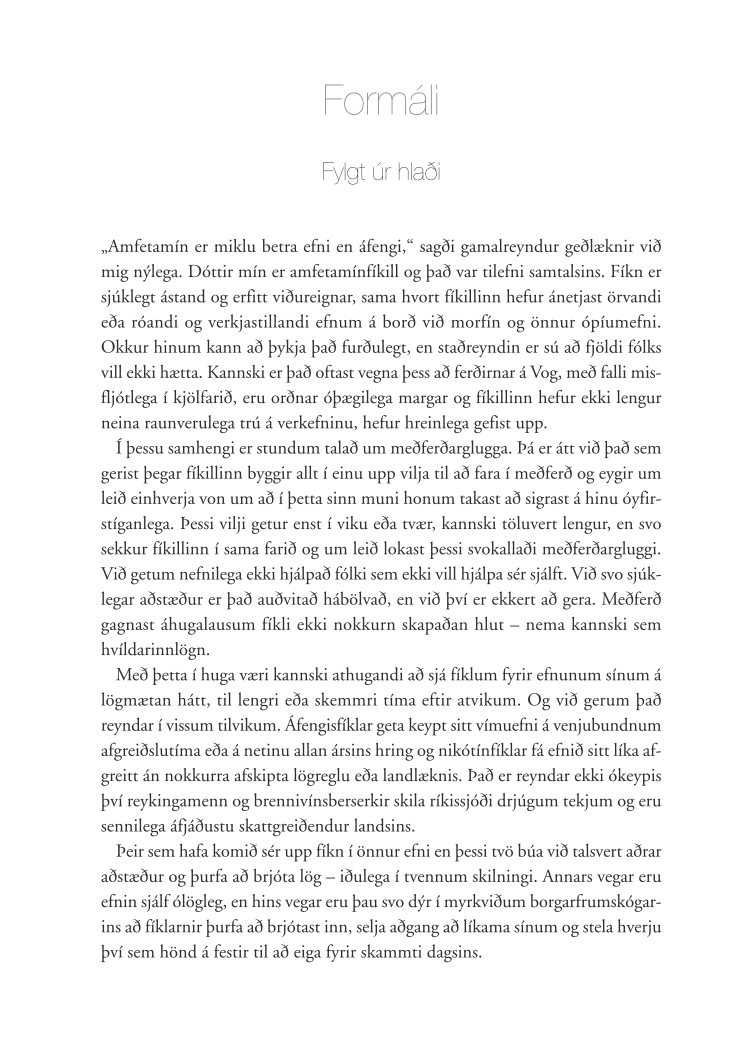 Formáli
Fylgt úr hlaði
„Amfetamín er miklu betra efni en áfengi,“ sagði gamalreyndur geðlæknir við
mig nýlega. Dóttir mín er amfetamínfíkill og það var tilefni samtalsins. Fíkn er
sjúklegt ástand og erfitt viðureignar, sama hvort fíkillinn hefur ánetjast örvandi
eða róandi og verkjastillandi efnum á borð við morfín og önnur ópíumefni.
Okkur hinum kann að þykja það furðulegt, en staðreyndin er sú að fjöldi fólks
vill ekki hætta. Kannski er það oftast vegna þess að ferðirnar á Vog, með falli mis-
fljótlega í kjölfarið, eru orðnar óþægilega margar og fíkillinn hefur ekki lengur
neina raunverulega trú á verkefninu, hefur hreinlega gefist upp.
Í þessu samhengi er stundum talað um meðferðarglugga. Þá er átt við það sem
gerist þegar fíkillinn byggir allt í einu upp vilja til að fara í meðferð og eygir um
leið einhverja von um að í þetta sinn muni honum takast að sigrast á hinu óyfir-
stíganlega. Þessi vilji getur enst í viku eða tvær, kannski töluvert lengur, en svo
sekkur fíkillinn í sama farið og um leið lokast þessi svokallaði meðferðargluggi.
Við getum nefnilega ekki hjálpað fólki sem ekki vill hjálpa sér sjálft. Við svo sjúk-
legar aðstæður er það auðvitað hábölvað, en við því er ekkert að gera. Meðferð
gagnast áhugalausum fíkli ekki nokkurn skapaðan hlut – nema kannski sem
hvíldarinnlögn.
Með þetta í huga væri kannski athugandi að sjá fíklum fyrir efnunum sínum á
lögmætan hátt, til lengri eða skemmri tíma eftir atvikum. Og við gerum það
reyndar í vissum tilvikum. Áfengisfíklar geta keypt sitt vímuefni á venjubundnum
afgreiðslutíma eða á netinu allan ársins hring og nikótínfíklar fá efnið sitt líka af-
greitt án nokkurra afskipta lögreglu eða landlæknis. Það er reyndar ekki ókeypis
því reykingamenn og brennivínsberserkir skila ríkissjóði drjúgum tekjum og eru
sennilega áfjáðustu skattgreiðendur landsins.
Þeir sem hafa komið sér upp fíkn í önnur efni en þessi tvö búa við talsvert aðrar
aðstæður og þurfa að brjóta lög – iðulega í tvennum skilningi. Annars vegar eru
efnin sjálf ólögleg, en hins vegar eru þau svo dýr í myrkviðum borgarfrumskógar-
ins að fíklarnir þurfa að brjótast inn, selja aðgang að líkama sínum og stela hverju
því sem hönd á festir til að eiga fyrir skammti dagsins.